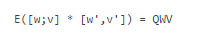 E([w;v] * [w',v']) = QWV